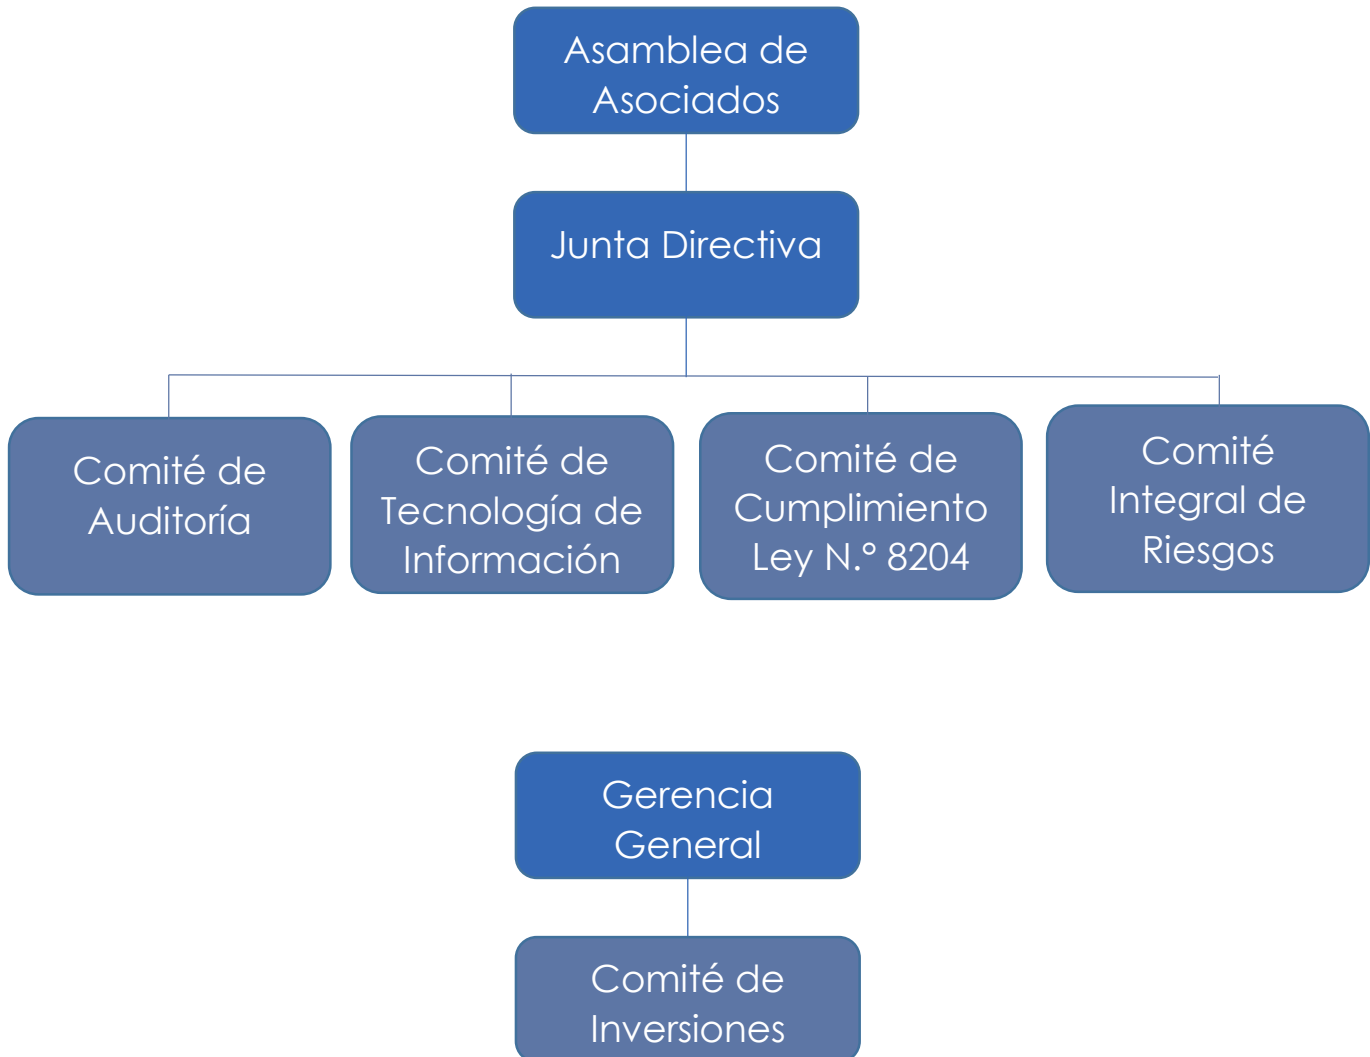 Asamblea de
Asociados
Junta Directiva
Comité de
Auditoría
Comité de
Tecnología de
Información
Comité de
Cumplimiento
Ley N.° 8204
Comité
Integral de
Riesgos
Gerencia
General
Comité de
Inversiones